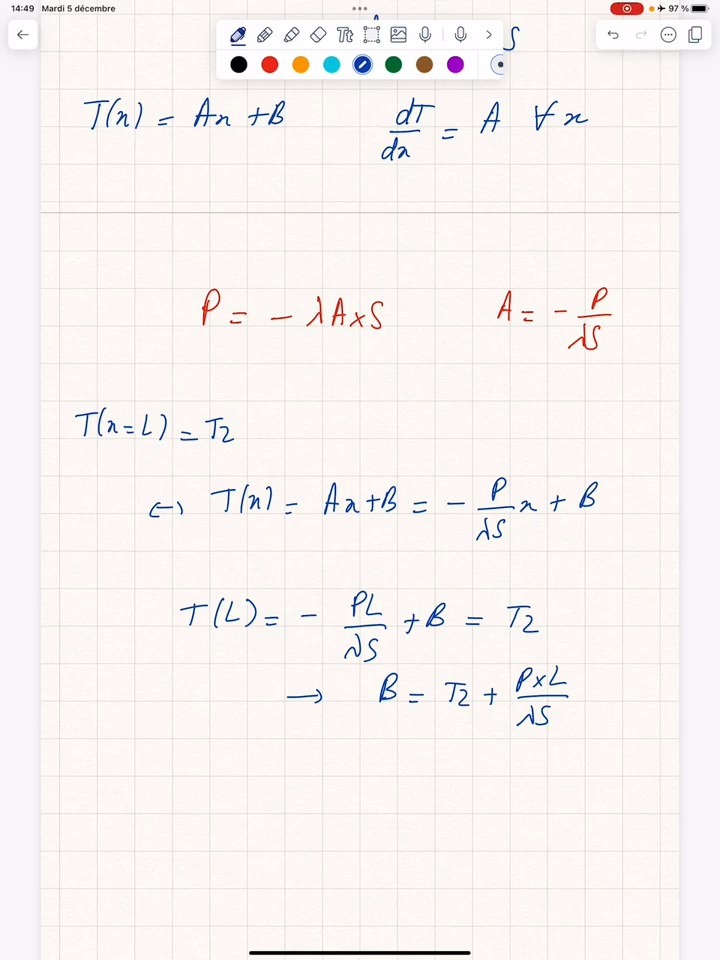 14:49 Mardi 5 décembre 97 %
Tt
S
T(x) = Ax + B dT/dx = A ∀x
P = - λA×S A = - P/λS
T(x=L) = T2
↔ T(x) = Ax+B = - P/λS x + B
T(L) = - PL/λS + B = T2
→ B = T2 + P×L/λS